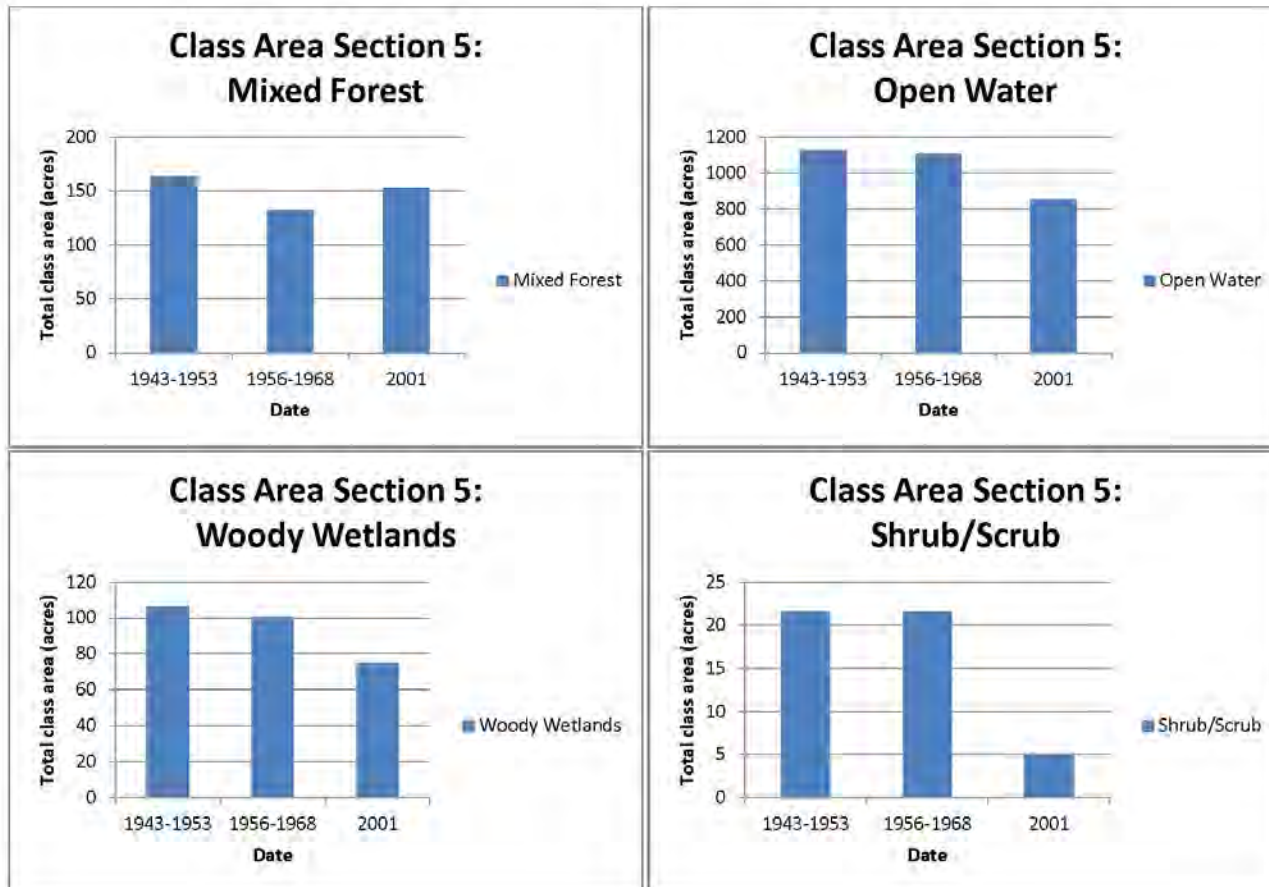 Class Area Section 5:
Mixed Forest
Total class area (acres)
200
150
100
50
0
1943-1953 1956-1968 2001
Date
Mixed Forest
Class Area Section 5:
Open Water
Total class area (acres)
1200
1000
800
600
400
200
0
1943-1953 1956-1968 2001
Date
Open Water
Class Area Section 5:
Woody Wetlands
Total class area (acres)
120
100
80
60
40
20
0
1943-1953 1956-1968 2001
Date
Woody Wetlands
Class Area Section 5:
Shrub/Scrub
Total class area (acres)
25
20
15
10
5
0
1943-1953 1956-1968 2001
Date
Shrub/Scrub